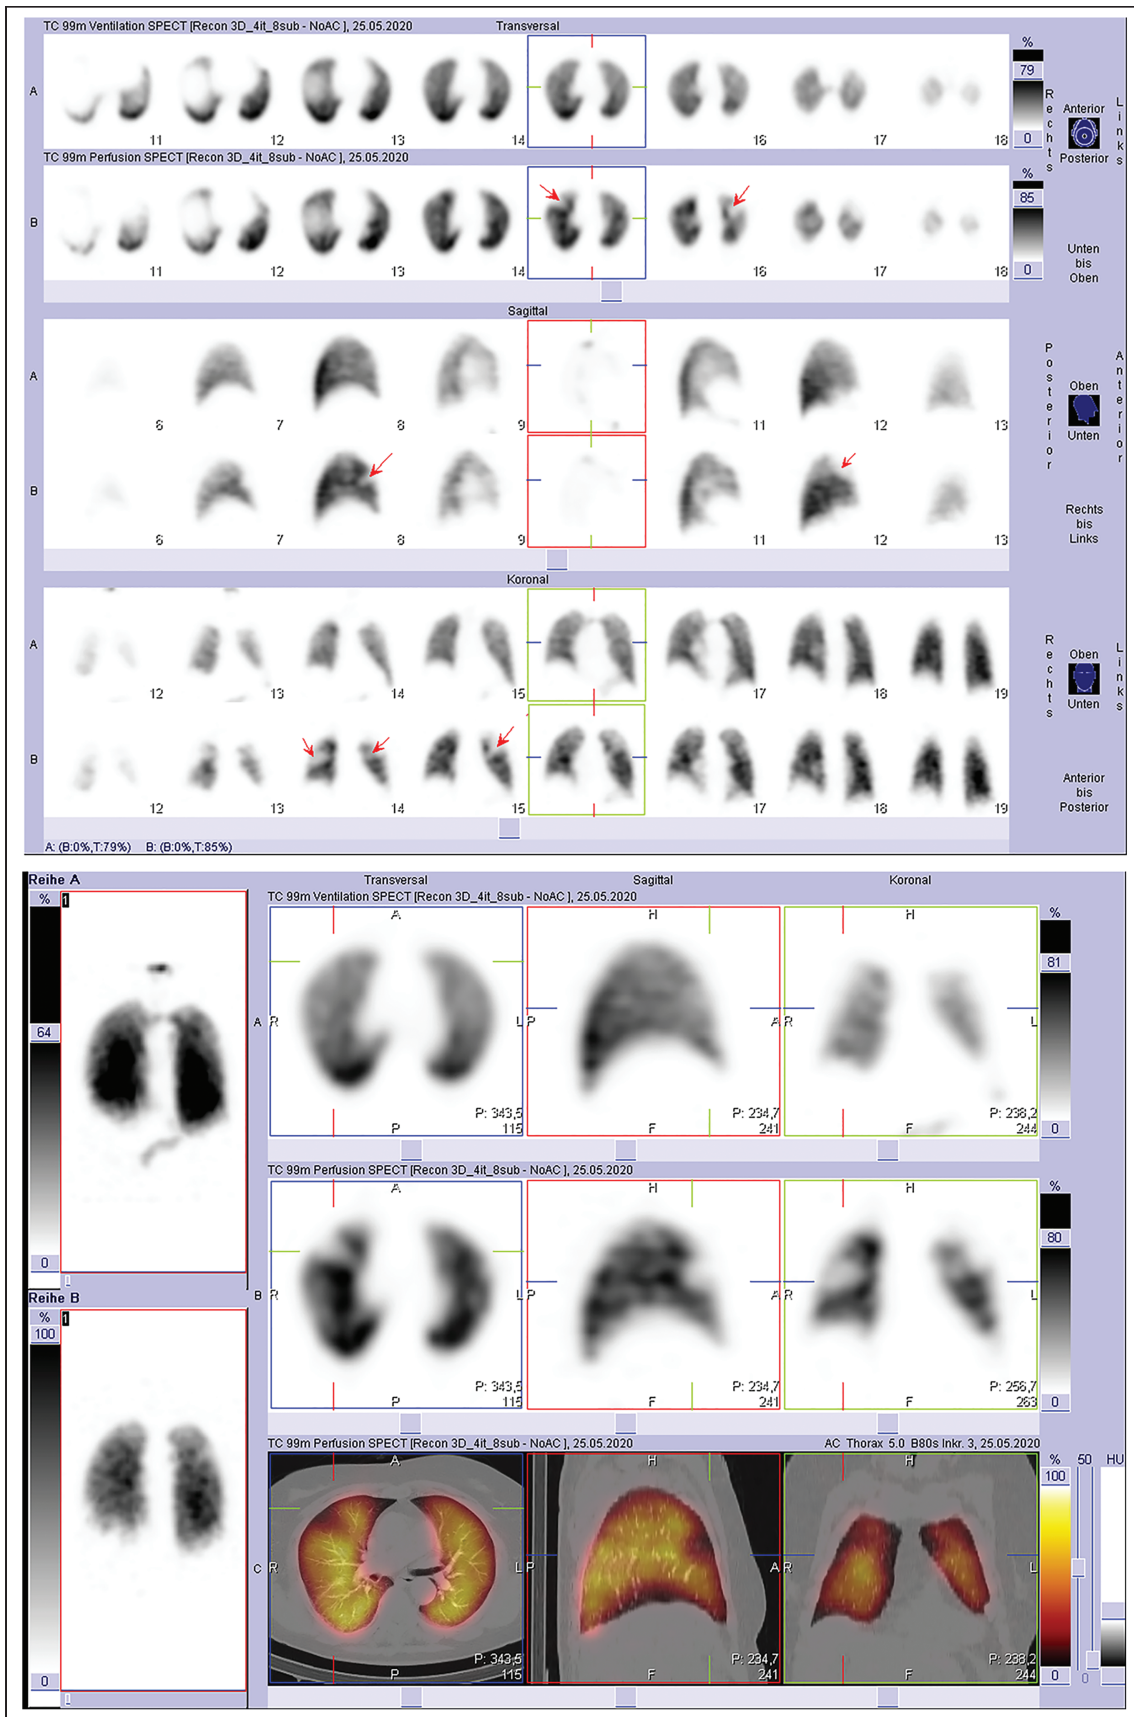 TC 99m Ventilation SPECT [Recon 3D_4it_8sub - NoAC ], 25.05.2020 Transversal
A 11 12 13 14 16 17 18
% 79 0
Rechts Anterior Posterior Links
TC 99m Perfusion SPECT [Recon 3D_4it_8sub - NoAC ], 25.05.2020
B 11 12 13 14 16 17 18
% 85 0
Unten
bis
Oben
Sagittal
A 6 7 8 9 11 12 13
Posterior Oben Unten Anterior
B 6 7 8 9 11 12 13
Rechts
bis
Links
Koronal
A 12 13 14 15 17 18 19
Rechts Oben Unten Links
B 12 13 14 15 17 18 19
Anterior
bis
Posterior
A: (B:0%,T:79%) B: (B:0%,T:85%)
Reihe A
% 64 0
1
Transversal Sagittal Koronal
TC 99m Ventilation SPECT [Recon 3D_4it_8sub - NoAC ], 25.05.2020
A H H
A R L P A R L
P: 343,5 P: 234,7 P: 238,2
P 115 F 241 F 244
% 81 0
TC 99m Perfusion SPECT [Recon 3D_4it_8sub - NoAC ], 25.05.2020
A H H
B R L P A R L
P: 343,5 P: 234,7 P: 256,7
P 115 F 241 F 263
% 80 0
Reihe B
% 100 0
1
TC 99m Perfusion SPECT [Recon 3D_4it_8sub - NoAC ], 25.05.2020 AC Thorax 5.0 B80s Inkr. 3, 25.05.2020
A H H
C R L P A R L
P: 343,5 P: 234,7 P: 238,2
P 115 F 241 F 244
% 100 0
50 0
HU